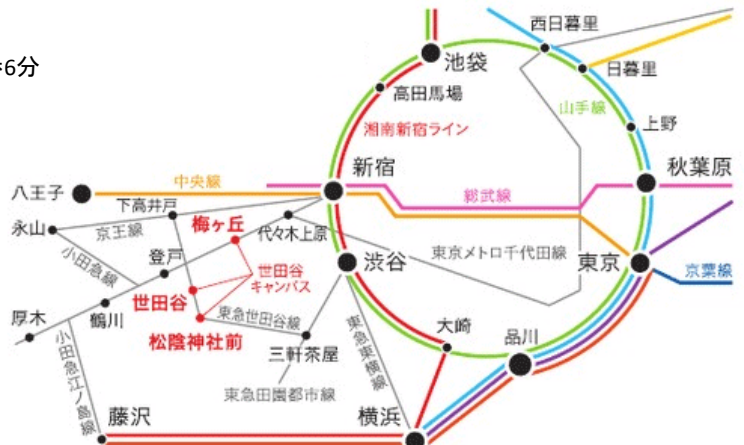 6分
西日暮里
池袋
日暮里
高田馬場
山手線
上野
湘南新宿ライン
新宿
秋葉原
中央線
八王子
総武線
下高井戸
梅ヶ丘
永山
京王線
代々木上原
登戸
東京メトロ千代田線
渋谷
東京
小田急線
世田谷
キャンパス
京葉線
世田谷
厚木
鶴川
東急世田谷線
松陰神社前
大崎
品川
三軒茶屋
小田急江ノ島線
東急東横線
東急田園都市線
藤沢
横浜